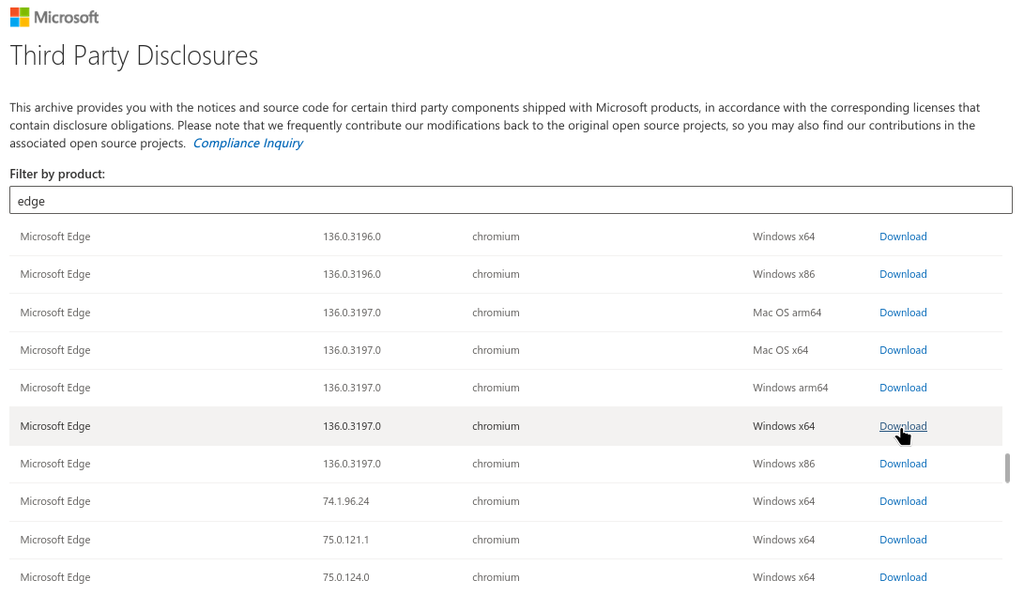 Microsoft
Third Party Disclosures
This archive provides you with the notices and source code for certain third party components shipped with Microsoft products, in accordance with the corresponding licenses that
contain disclosure obligations. Please note that we frequently contribute our modifications back to the original open source projects, so you may also find our contributions in the
associated open source projects. Compliance Inquiry
Filter by product:
edge
Microsoft Edge 136.0.3196.0 chromium Windows x64 Download
Microsoft Edge 136.0.3196.0 chromium Windows x86 Download
Microsoft Edge 136.0.3197.0 chromium Mac OS arm64 Download
Microsoft Edge 136.0.3197.0 chromium Mac OS x64 Download
Microsoft Edge 136.0.3197.0 chromium Windows arm64 Download
Microsoft Edge 136.0.3197.0 chromium Windows x64 Download
Microsoft Edge 136.0.3197.0 chromium Windows x86 Download
Microsoft Edge 74.1.96.24 chromium Windows x64 Download
Microsoft Edge 75.0.121.1 chromium Windows x64 Download
Microsoft Edge 75.0.124.0 chromium Windows x64 Download